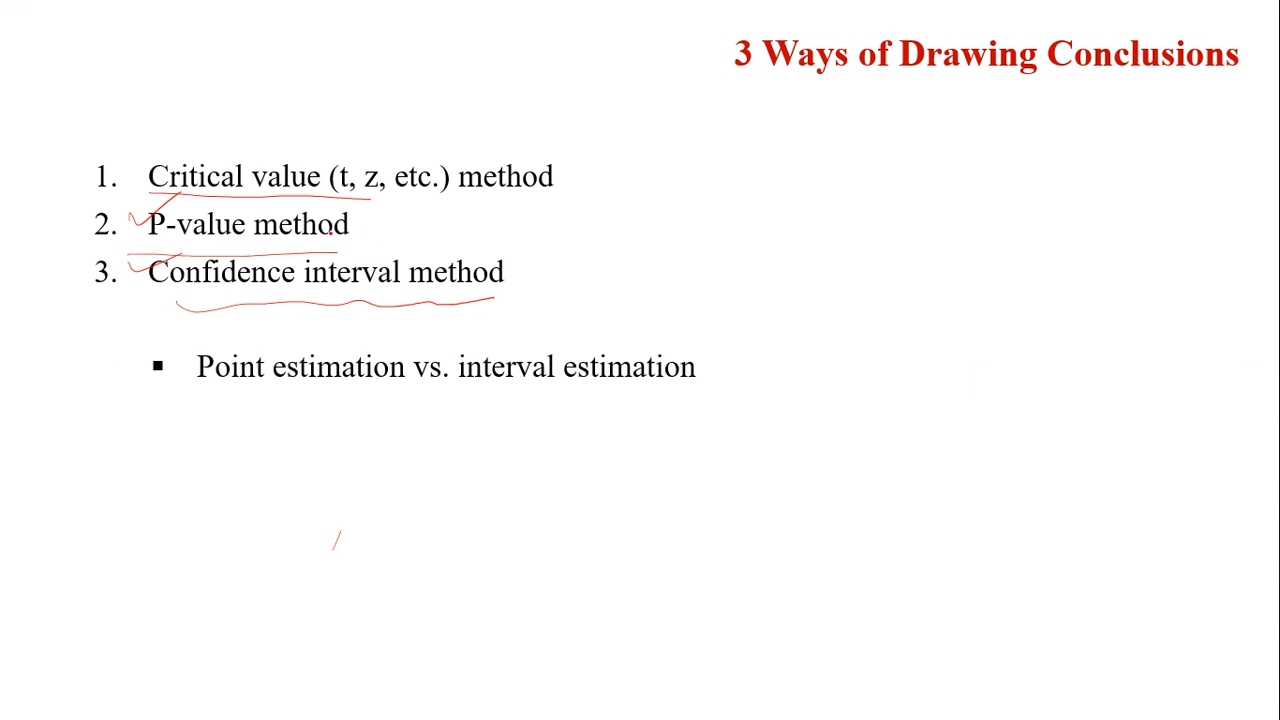 3 Ways of Drawing Conclusions
1. Critical value (t, z, etc.) method
2. P-value method
3. Confidence interval method
▪ Point estimation vs. interval estimation